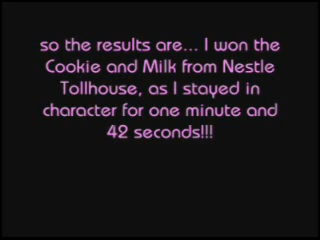 so the results are... I won the
Cookie and Milk from Nestle
Tollhouse, as I stayed in
character for one minute and
42 seconds!!!